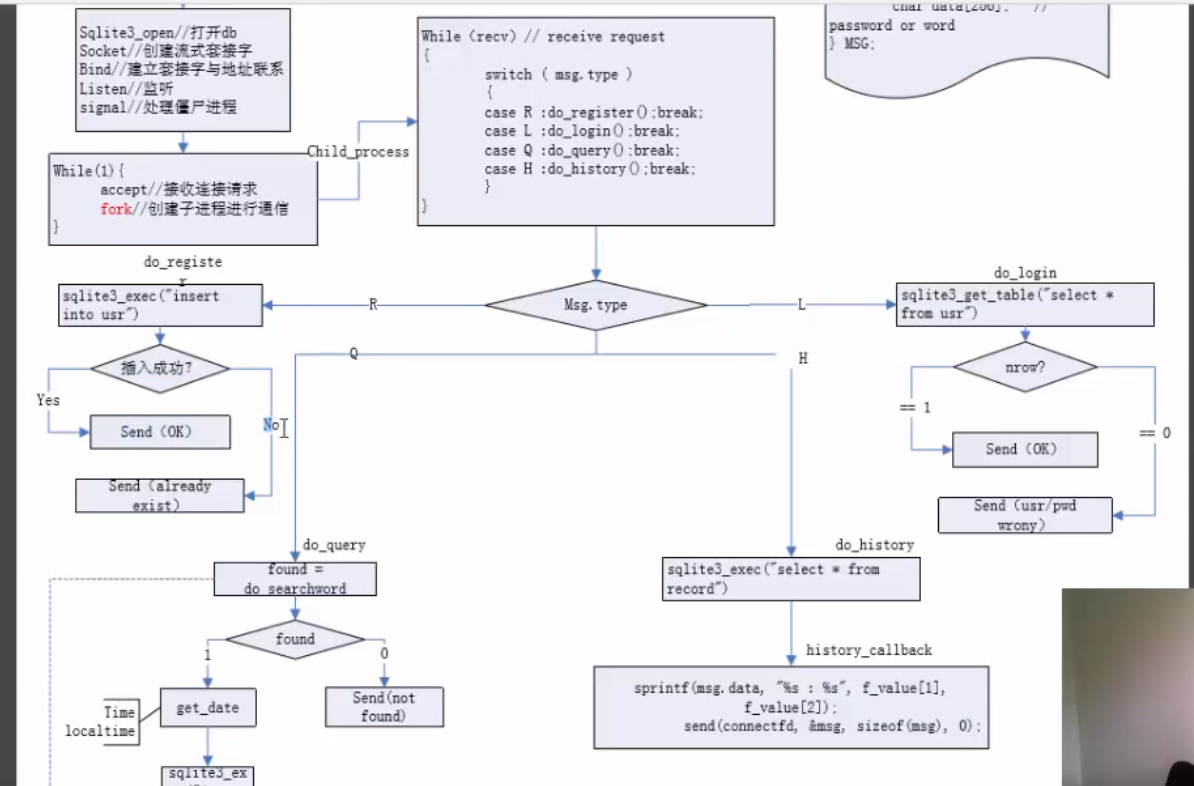 char data[256]; //
password or word
} MSG;
Sqlite3_open//打开db
Socket//创建流式套接字
Bind//建立套接字与地址联系
Listen//监听
signal//处理僵尸进程
While(1){
accept//接收连接请求
fork//创建子进程进行通信
}
Child_process
While (recv) // receive request
{
switch ( msg.type )
{
case R :do_register();break;
case L :do_login();break;
case Q :do_query();break;
case H :do_history();break;
}
}
Msg.type
R
L
Q
H
do_registe
r
sqlite3_exec("insert
into usr")
插入成功?
Yes
No
Send (OK)
Send (already
exist)
do_login
sqlite3_get_table("select *
from usr")
nrow?
== 1
== 0
Send (OK)
Send (usr/pwd
wrony)
do_query
found =
do_searchword
found
1
0
get_date
Send(not
found)
Time
localtime
sqlite3_ex
do_history
sqlite3_exec("select * from
record")
history_callback
sprintf(msg.data, "%s : %s", f_value[1],
f_value[2]);
send(connectfd, &msg, sizeof(msg), 0);